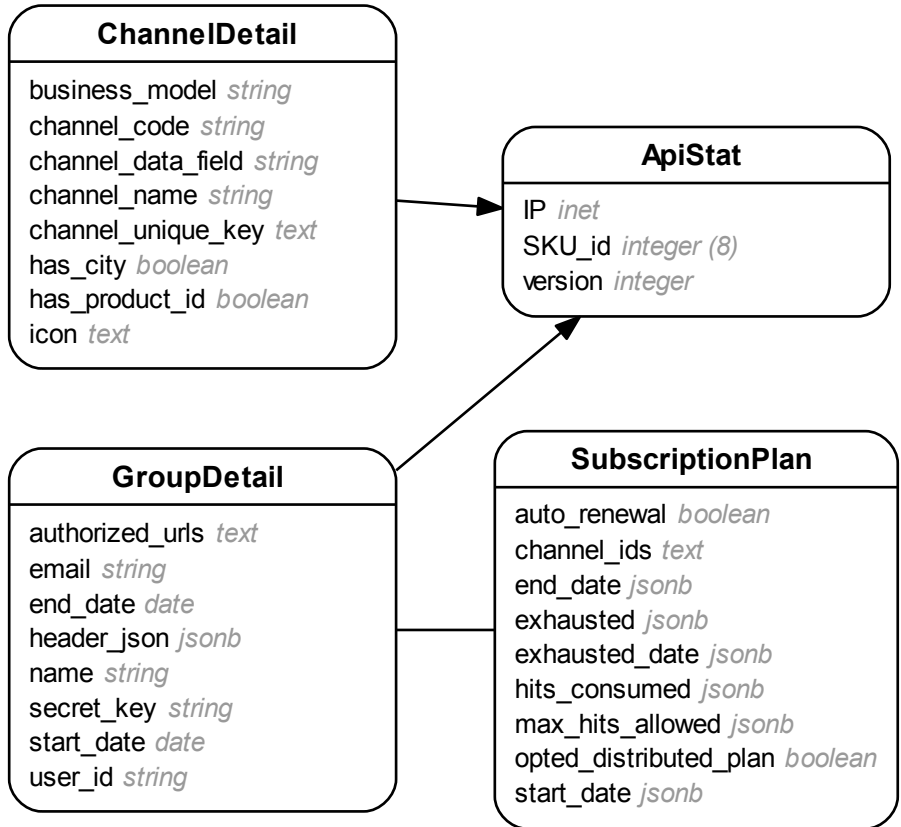 ChannelDetail
business_model string
channel_code string
channel_data_field string
channel_name string
channel_unique_key text
has_city boolean
has_product_id boolean
icon text
ApiStat
IP inet
SKU_id integer (8)
version integer
GroupDetail
authorized_urls text
email string
end_date date
header_json jsonb
name string
secret_key string
start_date date
user_id string
SubscriptionPlan
auto_renewal boolean
channel_ids text
end_date jsonb
exhausted jsonb
exhausted_date jsonb
hits_consumed jsonb
max_hits_allowed jsonb
opted_distributed_plan boolean
start_date jsonb